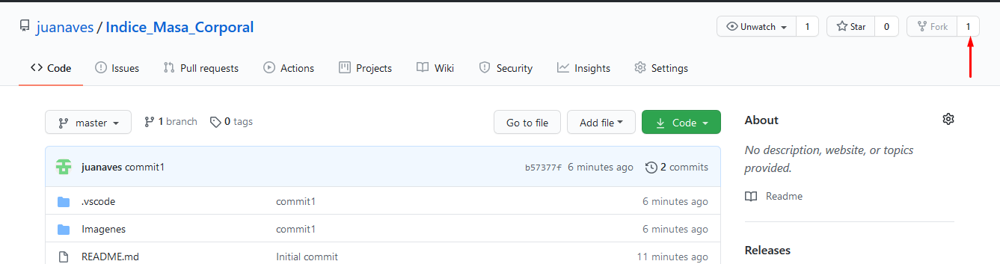 juanaves / Indice_Masa_Corporal
Unwatch 1 Star 0 Fork 1
Code Issues Pull requests Actions Projects Wiki Security Insights Settings
master 1 branch 0 tags Go to file Add file Code
juanaves commit1 b57377f 6 minutes ago 2 commits
.vscode commit1 6 minutes ago
Imagenes commit1 6 minutes ago
README.md Initial commit 11 minutes ago
About
No description, website, or topics
provided.
Readme
Releases